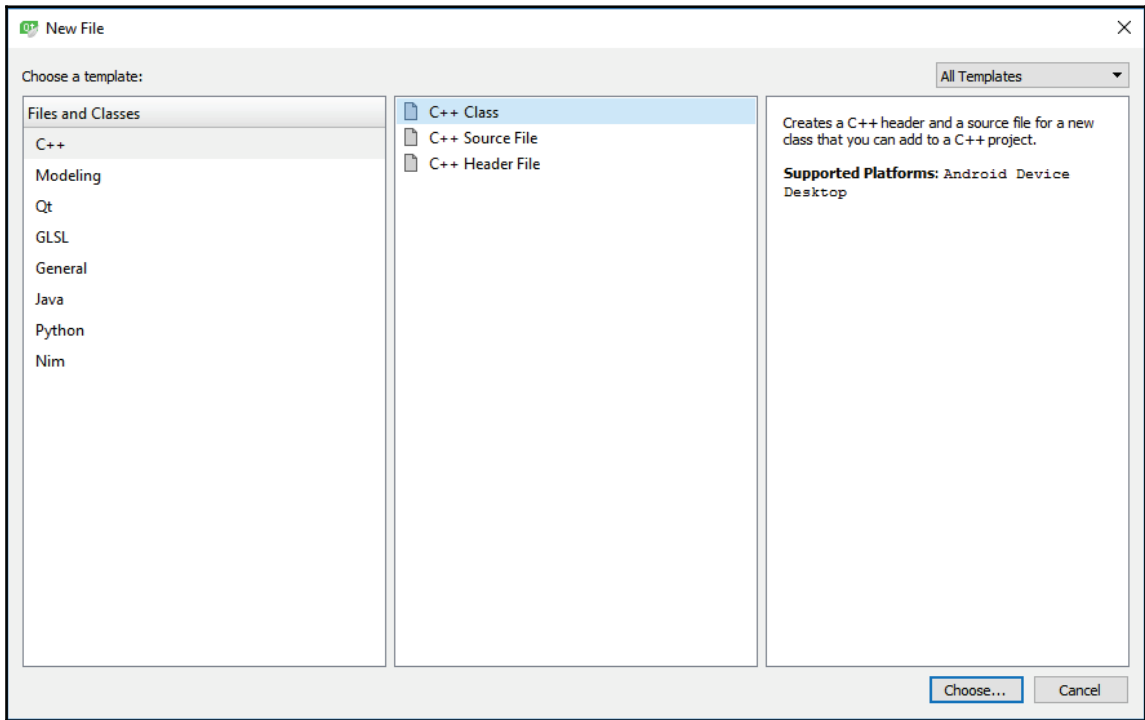 Qt New File
Choose a template:
All Templates
Files and Classes
C++
Modeling
Qt
GLSL
General
Java
Python
Nim
C++ Class
C++ Source File
C++ Header File
Creates a C++ header and a source file for a new
class that you can add to a C++ project.
Supported Platforms: Android Device
Desktop
Choose...
Cancel